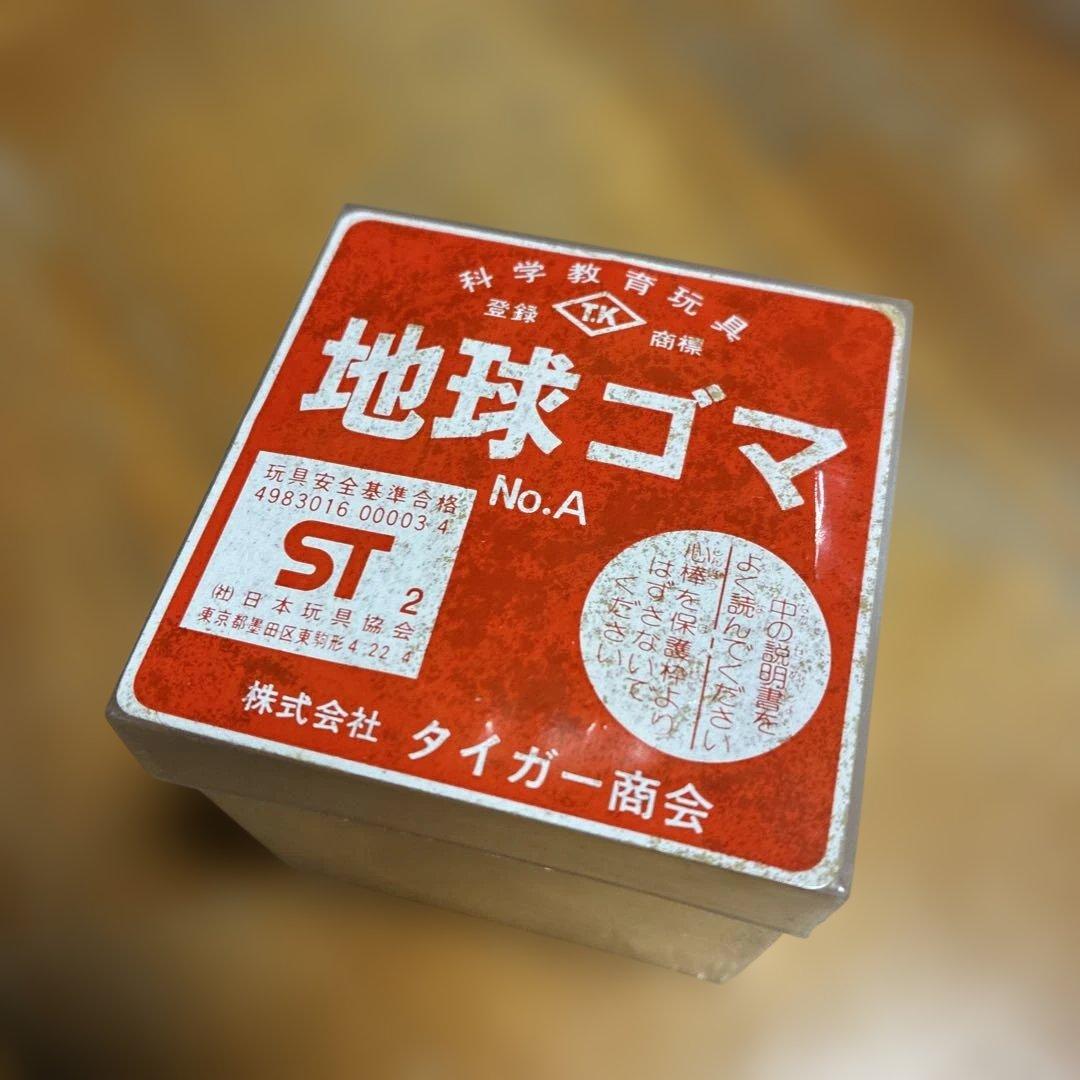 科学教育玩具
登録 T.K 商標
地球ゴマ
No.A
玩具安全基準合格
4983016 00003 4
ST 2
(社)日本玩具協会
東京都墨田区東駒形4 22 4
中の説明書を
よく読んでください
心棒を保護枠より
はずさないで
ください
株式会社 タイガー商会